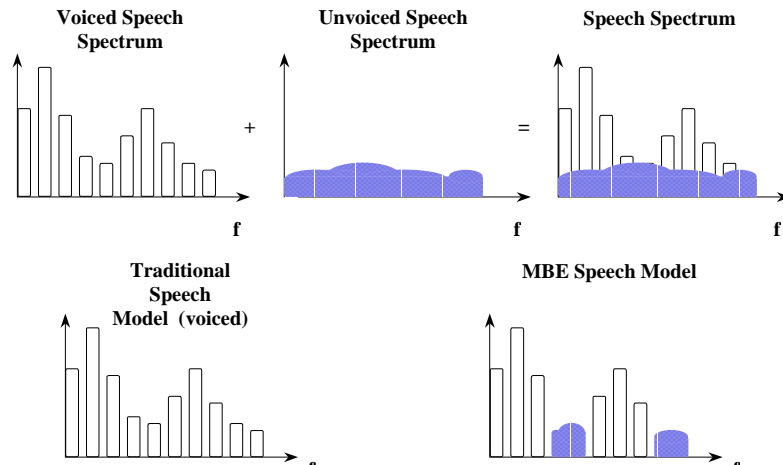 Voiced Speech
Spectrum
Unvoiced Speech
Spectrum
Speech Spectrum
+
=
f
f
f
Traditional
Speech
Model (voiced)
MBE Speech Model
f
f